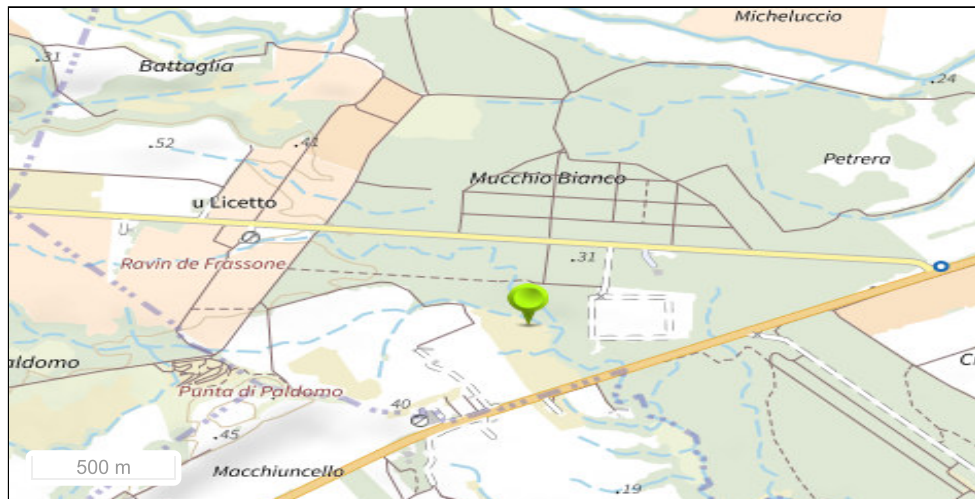 Micheluccio
.31
Battaglia
.24
.52
.41
Petrera
Mucchio Bianco
u Licetto
.31
Ravin de Frassone
aldomo
Punta di Paldomo
40
.45
500 m
Macchiuncello
.19